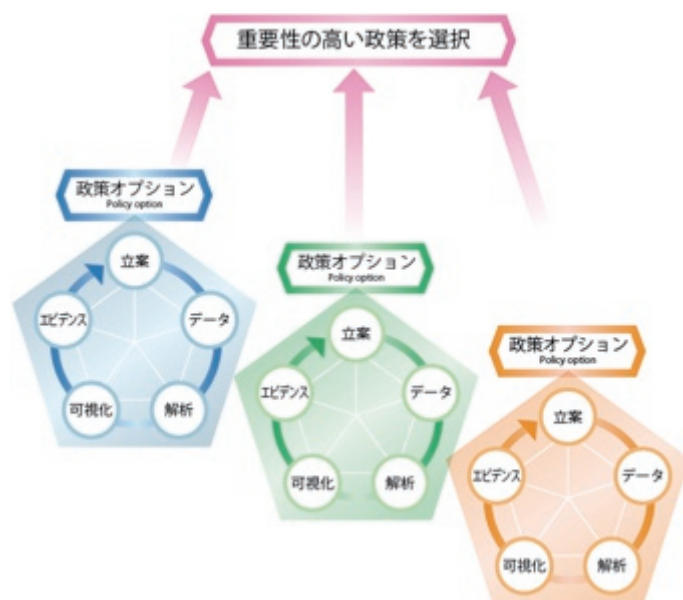 重要性の高い政策を選択
政策オプション
Policy option
立案
エビデンス
データ
可視化
解析
政策オプション
Policy option
立案
エビデンス
データ
可視化
解析
政策オプション
Policy option
立案
エビデンス
データ
可視化
解析